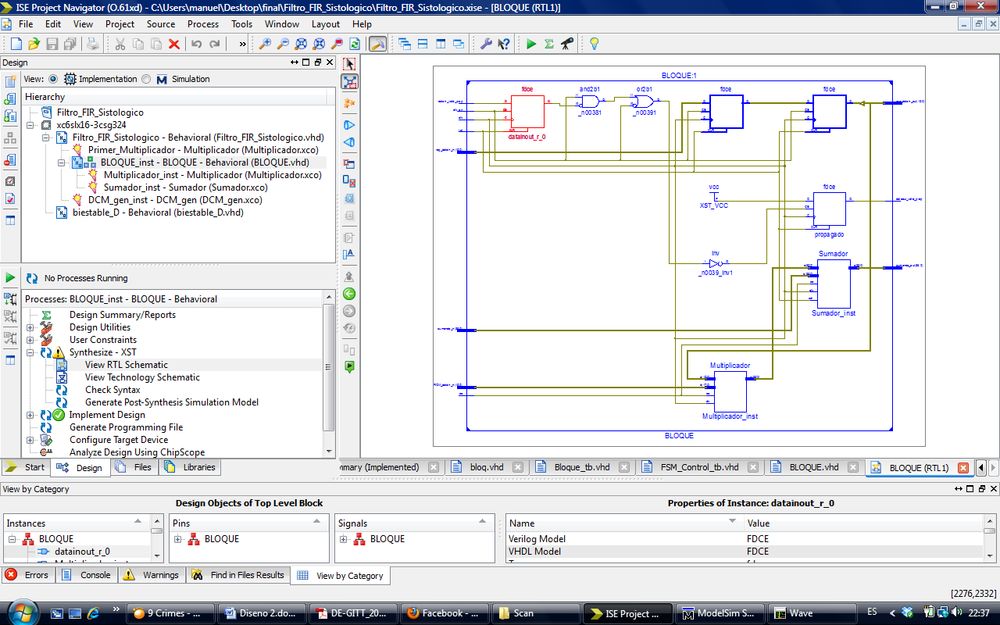 ISE Project Navigator (O.61xd) - C:\Users\manuel\Desktop\final\Filtro_FIR_Sistologico\Filtro_FIR_Sistologico.xise - [BLOQUE (RTL1)]
File Edit View Project Source Process Tools Window Layout Help
Design
View: Implementation Simulation
Hierarchy
Filtro_FIR_Sistologico
xc6slx16-3csg324
Filtro_FIR_Sistologico - Behavioral (Filtro_FIR_Sistologico.vhd)
Primer_Multiplicador - Multiplicador (Multiplicador.xco)
BLOQUE_inst - BLOQUE - Behavioral (BLOQUE.vhd)
Multiplicador_inst - Multiplicador (Multiplicador.xco)
Sumador_inst - Sumador (Sumador.xco)
DCM_gen_inst - DCM_gen (DCM_gen.xco)
biestable_D - Behavioral (biestable_D.vhd)
No Processes Running
Processes: BLOQUE_inst - BLOQUE - Behavioral
Design Summary/Reports
Design Utilities
User Constraints
Synthesize - XST
View RTL Schematic
View Technology Schematic
Check Syntax
Generate Post-Synthesis Simulation Model
Implement Design
Generate Programming File
Configure Target Device
Analyze Design Using ChipScope
Start Design Files Libraries
BLOQUE:1
fdce and2b1 or2b1 fdce fdce
_n00381 _n00391
datainout_r_0
vcc fdce
XST_VCC
propagado
inv
_n0039_inv1
Sumador
Sumador_inst
Multiplicador
Multiplicador_inst
BLOQUE
mmary (Implemented) bloq.vhd Bloque_tb.vhd FSM_Control_tb.vhd BLOQUE.vhd BLOQUE (RTL1)
View by Category
Design Objects of Top Level Block Properties of Instance: datainout_r_0
Instances Pins Signals Name Value
BLOQUE BLOQUE BLOQUE Verilog Model FDCE
datainout_r_0 VHDL Model FDCE
Errors Console Warnings Find in Files Results View by Category
[2276,2332]
9 Crimes - ... Diseno 2.do... DE-GITT_20... Facebook - ... Scan ISE Project ... ModelSim S... Wave ES 22:37